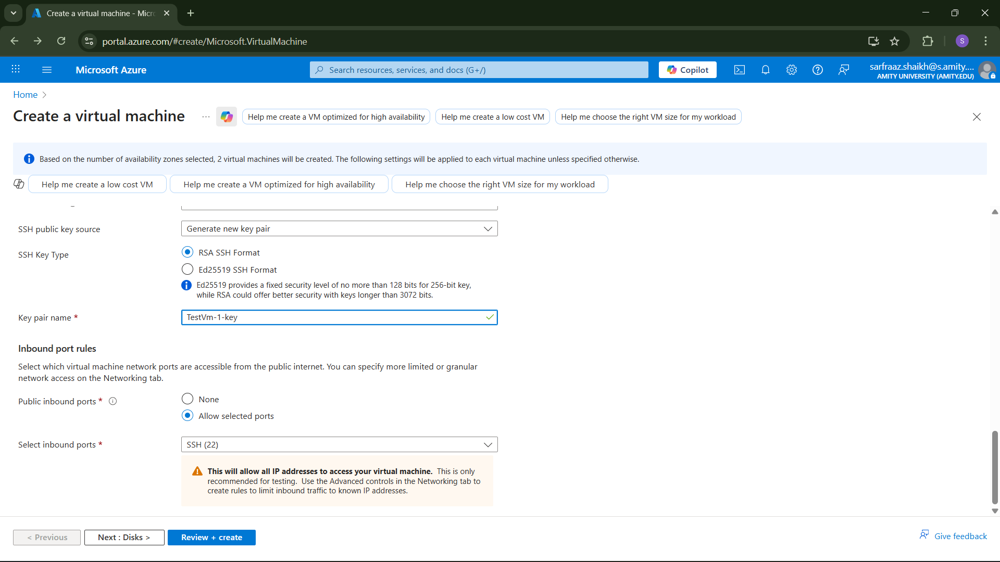 Create a virtual machine - Micro
portal.azure.com/#create/Microsoft.VirtualMachine
S
Microsoft Azure
Search resources, services, and docs (G+/)
Copilot
sarfraaz.shaikh@s.amity....
AMITY UNIVERSITY (AMITY.EDU)
Home
Create a virtual machine
...
Help me create a VM optimized for high availability
Help me create a low cost VM
Help me choose the right VM size for my workload
Based on the number of availability zones selected, 2 virtual machines will be created. The following settings will be applied to each virtual machine unless specified otherwise.
Help me create a low cost VM
Help me create a VM optimized for high availability
Help me choose the right VM size for my workload
SSH public key source
Generate new key pair
SSH Key Type
RSA SSH Format
Ed25519 SSH Format
Ed25519 provides a fixed security level of no more than 128 bits for 256-bit key,
while RSA could offer better security with keys longer than 3072 bits.
Key pair name *
TestVm-1-key
Inbound port rules
Select which virtual machine network ports are accessible from the public internet. You can specify more limited or granular
network access on the Networking tab.
Public inbound ports *
None
Allow selected ports
Select inbound ports *
SSH (22)
This will allow all IP addresses to access your virtual machine. This is only
recommended for testing. Use the Advanced controls in the Networking tab to
create rules to limit inbound traffic to known IP addresses.
< Previous
Next : Disks >
Review + create
Give feedback